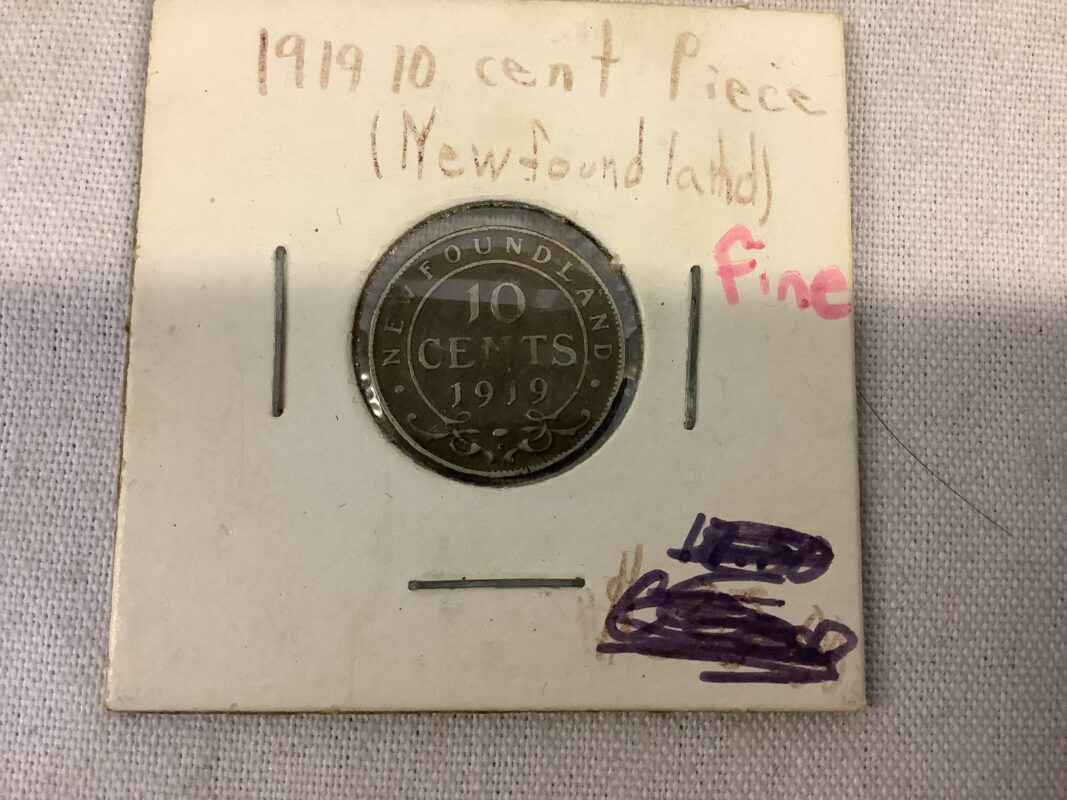 1919 10 cent Piece
(Newfoundland)
Fine
NEWFOUNDLAND
10
CENTS
1919